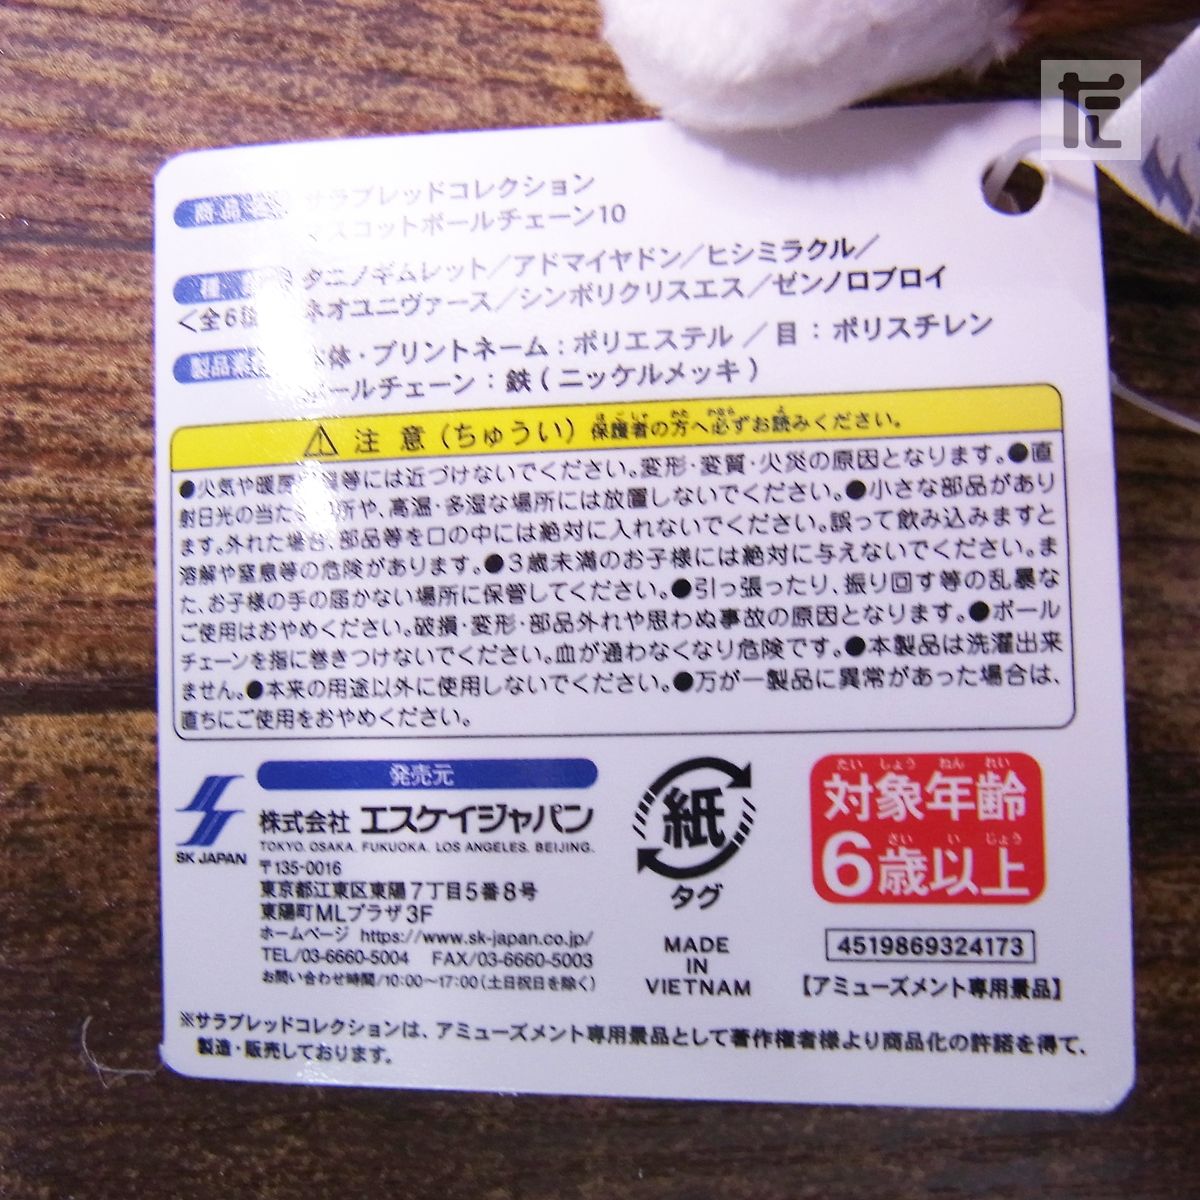 商品名 サラブレッドコレクション
マスコットボールチェーン10
種 タニノギムレット／アドマイヤドン／ヒシミラクル／
<全6種 ネオユニヴァース／シンボリクリスエス／ゼンノロブロイ
製品素材 本体・プリントネーム：ポリエステル ／ 目：ポリスチレン
ボールチェーン：鉄（ニッケルメッキ）
注 意（ちゅうい）保護者の方へ必ずお読みください。
●火気や暖房器具等には近づけないでください。変形・変質・火災の原因となります。●直
射日光の当たる場所や、高温・多湿な場所には放置しないでください。●小さな部品があり
ます。外れた場合、部品等を口の中には絶対に入れないでください。誤って飲み込みますと
溶解や窒息等の危険があります。●3歳未満のお子様には絶対に与えないでください。ま
た、お子様の手の届かない場所に保管してください。●引っ張ったり、振り回す等の乱暴な
ご使用はおやめください。破損・変形・部品外れや思わぬ事故の原因となります。●ボール
チェーンを指に巻きつけないでください。血が通わなくなり危険です。●本製品は洗濯出来
ません。●本来の用途以外に使用しないでください。●万が一製品に異常があった場合は、
直ちにご使用をおやめください。
SK JAPAN
発売元
株式会社 エスケイジャパン
TOKYO. OSAKA. FUKUOKA. LOS ANGELES. BEIJING.
〒135-0016
東京都江東区東陽7丁目5番8号
東陽町MLプラザ3F
ホームページ https://www.sk-japan.co.jp/
TEL/03-6660-5004 FAX/03-6660-5003
お問い合わせ時間/10:00～17:00（土日祝日を除く）
紙
タグ
MADE
IN
VIETNAM
たいしょうねんれい
対象年齢
さいいじょう
6歳以上
4519869324173
【アミューズメント専用景品】
※サラブレッドコレクションは、アミューズメント専用景品として著作権者様より商品化の許諾を得て、
製造・販売しております。